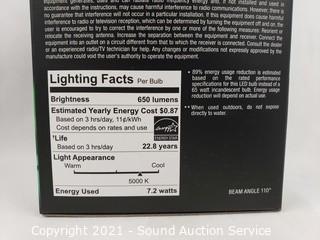 equipment generates, uses and can radiate radio frequency energy and, if not installed and used in
accordance with the instructions, may cause harmful interference to radio communications. However, there is
no guarantee that interference will not occur in a particular installation. If this equipment does cause harmful
interference to radio or television reception, which can be determined by turning the equipment off and on, the
user is encouraged to try to correct the interference by one or more of the following measures: Reorient or
relocate the receiving antenna. Increase the separation between the equipment and receiver. Connect the
equipment into an outlet on a circuit different from that to which the receiver is connected. Consult the dealer
or an experienced radio/TV technician for help. Any changes or modifications not expressly approved by the
manufacturer could void the user's authority to operate the equipment.
Lighting Facts Per Bulb
Brightness 650 lumens
Estimated Yearly Energy Cost $0.87
Based on 3 hrs/day, 11¢/kWh
Cost depends on rates and use
ENERGY STAR
†Life
Based on 3 hrs/day 22.8 years
Light Appearance
Warm Cool
5000 K
Energy Used 7.2 watts
• 89% energy usage reduction is estimated
based on the rated performance
specifications for this LED bulb instead of a
65 watt incandescent bulb. Energy usage
reduction will depend on actual use.
•• When used outdoors, do not expose
directly to water.
BEAM ANGLE 110°
Copyright 2021 - Sound Auction Service